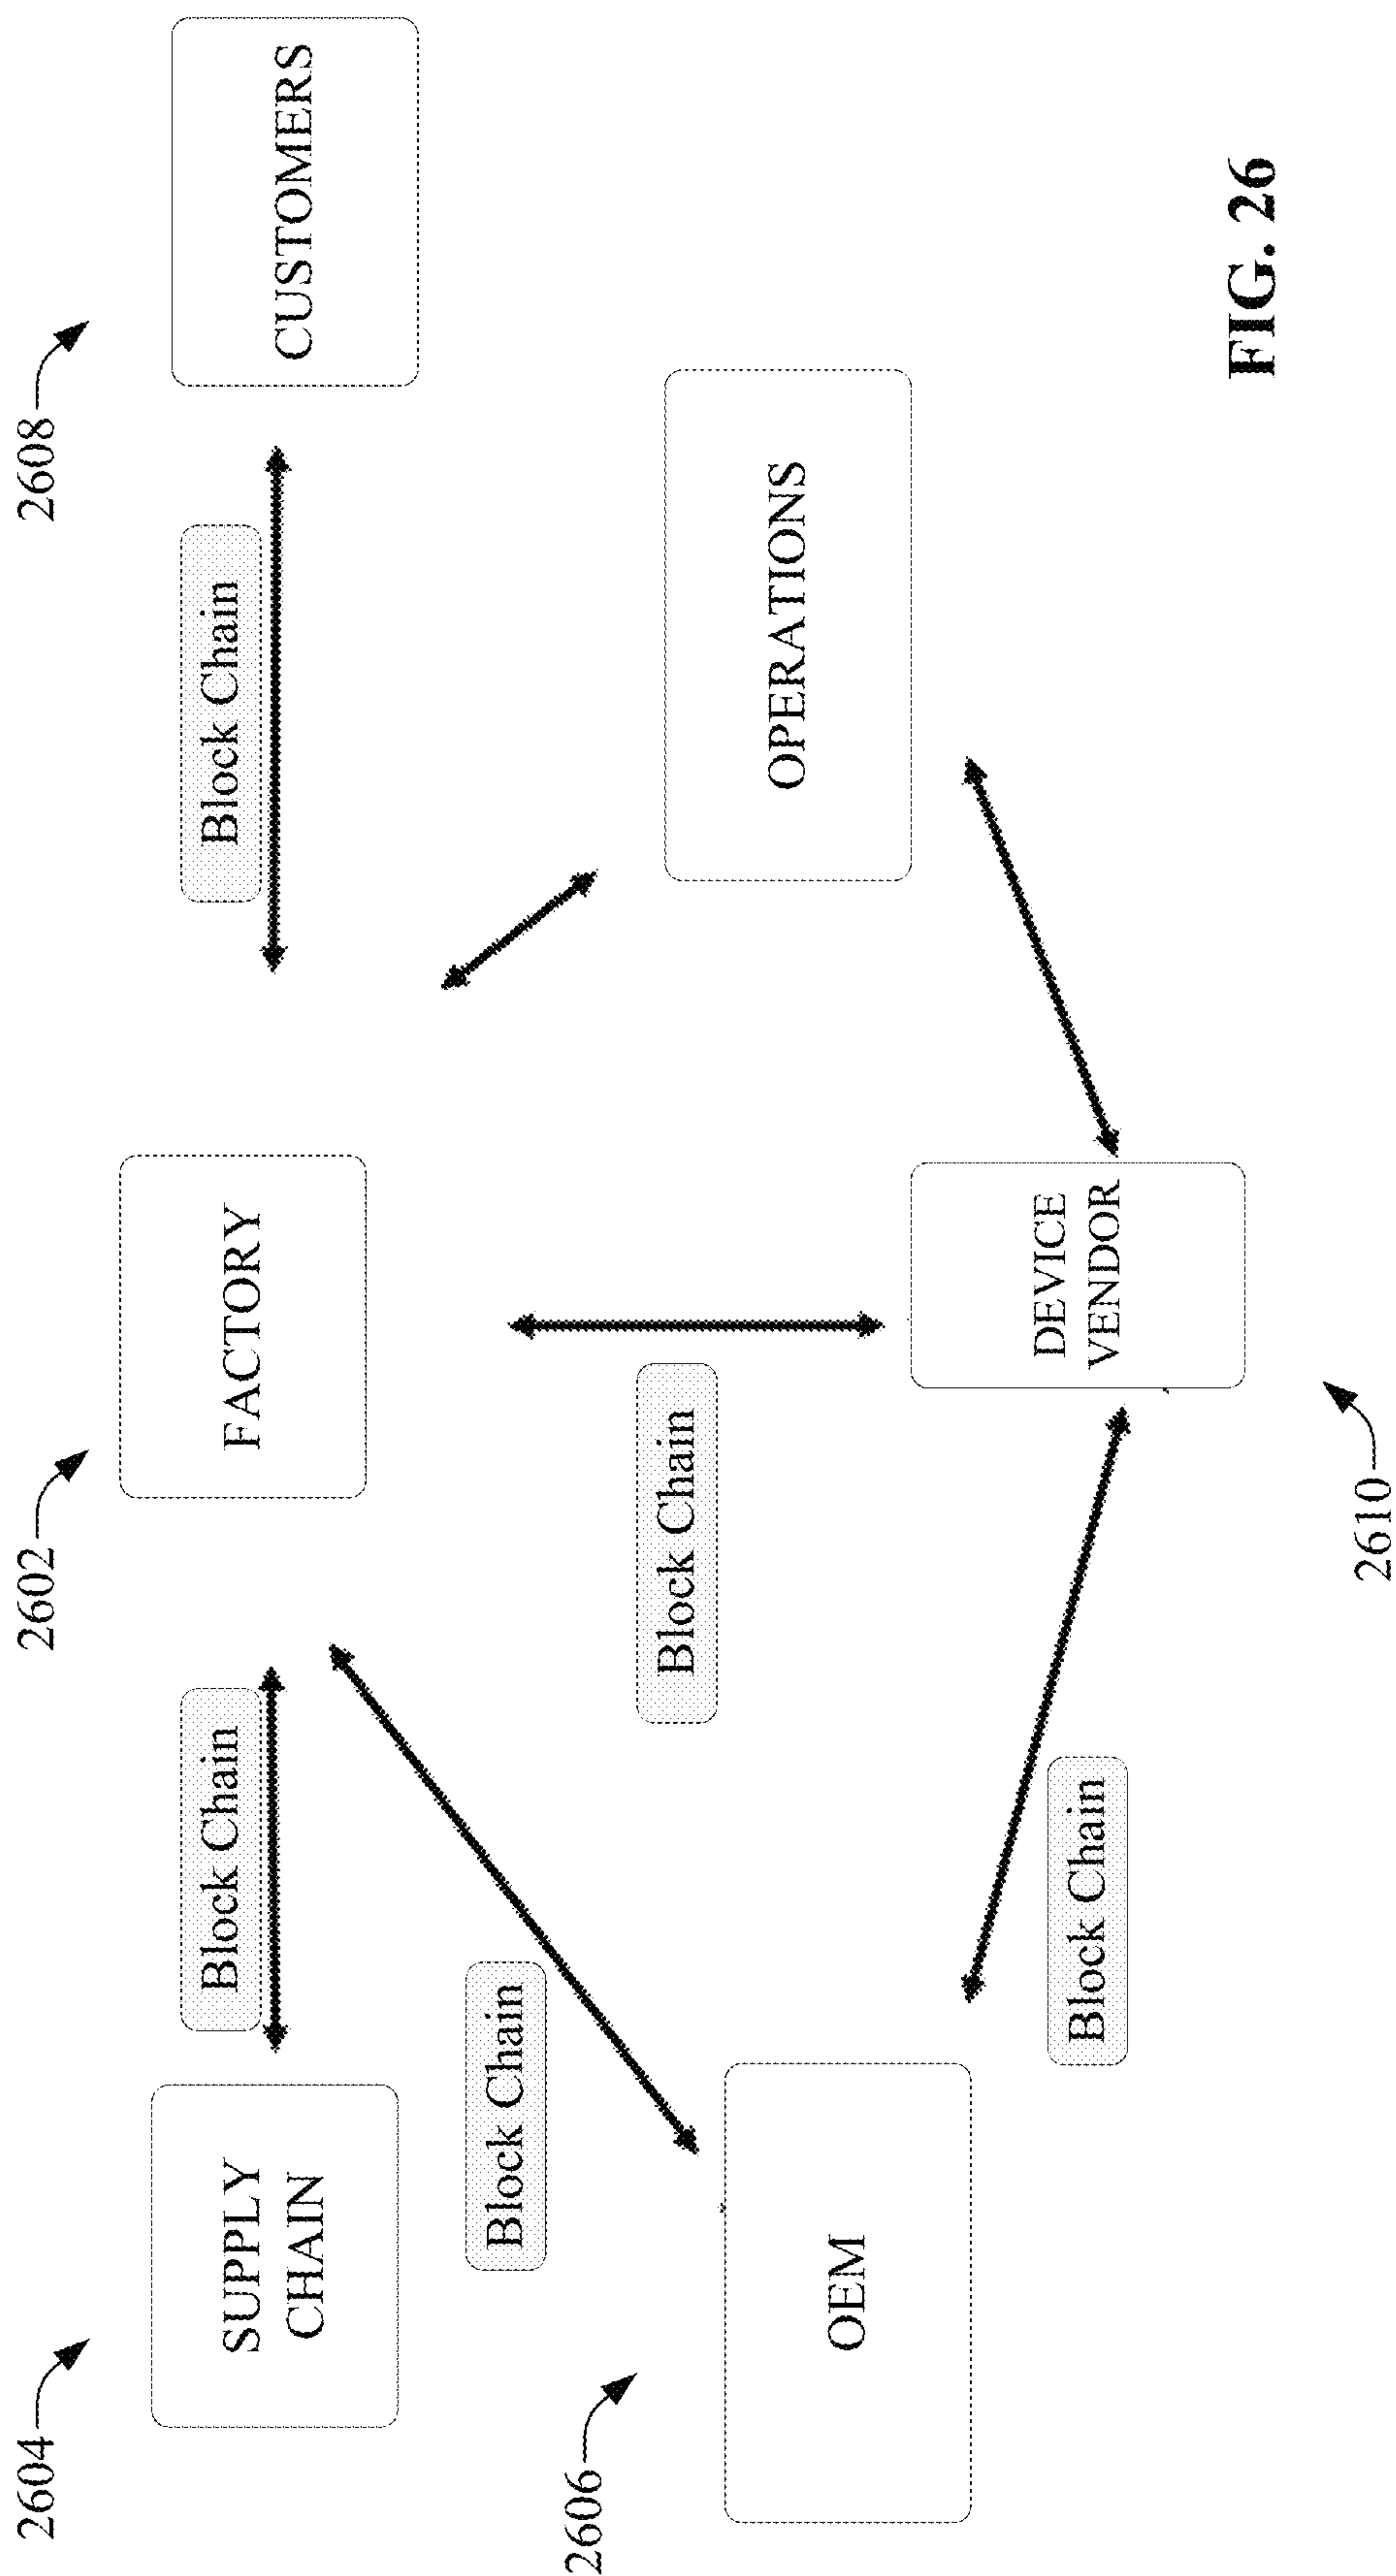 2604
2602
2608
SUPPLY
CHAIN
Block Chain
FACTORY
Block Chain
CUSTOMERS
Block Chain
2606
Block Chain
OEM
OPERATIONS
Block Chain
DEVICE
VENDOR
2610
FIG. 26